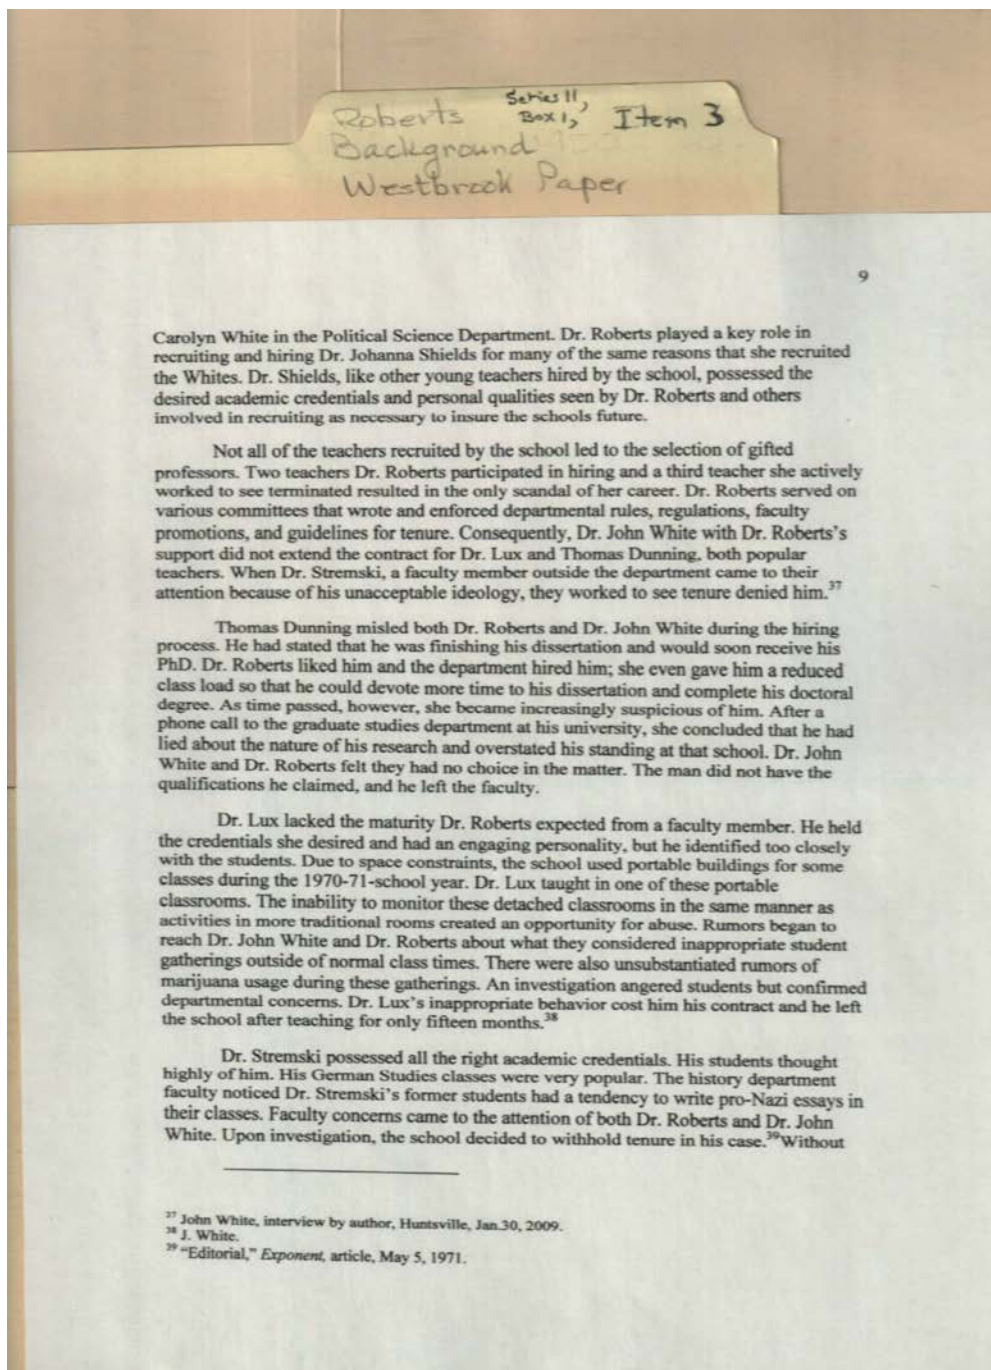 Roberts Series II, Box 1, Item 3
Background
Westbrook Paper
9
Carolyn White in the Political Science Department. Dr. Roberts played a key role in
recruiting and hiring Dr. Johanna Shields for many of the same reasons that she recruited
the Whites. Dr. Shields, like other young teachers hired by the school, possessed the
desired academic credentials and personal qualities seen by Dr. Roberts and others
involved in recruiting as necessary to insure the schools future.
Not all of the teachers recruited by the school led to the selection of gifted
professors. Two teachers Dr. Roberts participated in hiring and a third teacher she actively
worked to see terminated resulted in the only scandal of her career. Dr. Roberts served on
various committees that wrote and enforced departmental rules, regulations, faculty
promotions, and guidelines for tenure. Consequently, Dr. John White with Dr. Roberts's
support did not extend the contract for Dr. Lux and Thomas Dunning, both popular
teachers. When Dr. Stremski, a faculty member outside the department came to their
attention because of his unacceptable ideology, they worked to see tenure denied him.37
Thomas Dunning misled both Dr. Roberts and Dr. John White during the hiring
process. He had stated that he was finishing his dissertation and would soon receive his
PhD. Dr. Roberts liked him and the department hired him; she even gave him a reduced
class load so that he could devote more time to his dissertation and complete his doctoral
degree. As time passed, however, she became increasingly suspicious of him. After a
phone call to the graduate studies department at his university, she concluded that he had
lied about the nature of his research and overstated his standing at that school. Dr. John
White and Dr. Roberts felt they had no choice in the matter. The man did not have the
qualifications he claimed, and he left the faculty.
Dr. Lux lacked the maturity Dr. Roberts expected from a faculty member. He held
the credentials she desired and had an engaging personality, but he identified too closely
with the students. Due to space constraints, the school used portable buildings for some
classes during the 1970-71-school year. Dr. Lux taught in one of these portable
classrooms. The inability to monitor these detached classrooms in the same manner as
activities in more traditional rooms created an opportunity for abuse. Rumors began to
reach Dr. John White and Dr. Roberts about what they considered inappropriate student
gatherings outside of normal class times. There were also unsubstantiated rumors of
marijuana usage during these gatherings. An investigation angered students but confirmed
departmental concerns. Dr. Lux's inappropriate behavior cost him his contract and he left
the school after teaching for only fifteen months.38
Dr. Stremski possessed all the right academic credentials. His students thought
highly of him. His German Studies classes were very popular. The history department
faculty noticed Dr. Stremski's former students had a tendency to write pro-Nazi essays in
their classes. Faculty concerns came to the attention of both Dr. Roberts and Dr. John
White. Upon investigation, the school decided to withhold tenure in his case.39Without
37 John White, interview by author, Huntsville, Jan.30, 2009.
38 J. White.
39 "Editorial," Exponent, article, May 5, 1971.